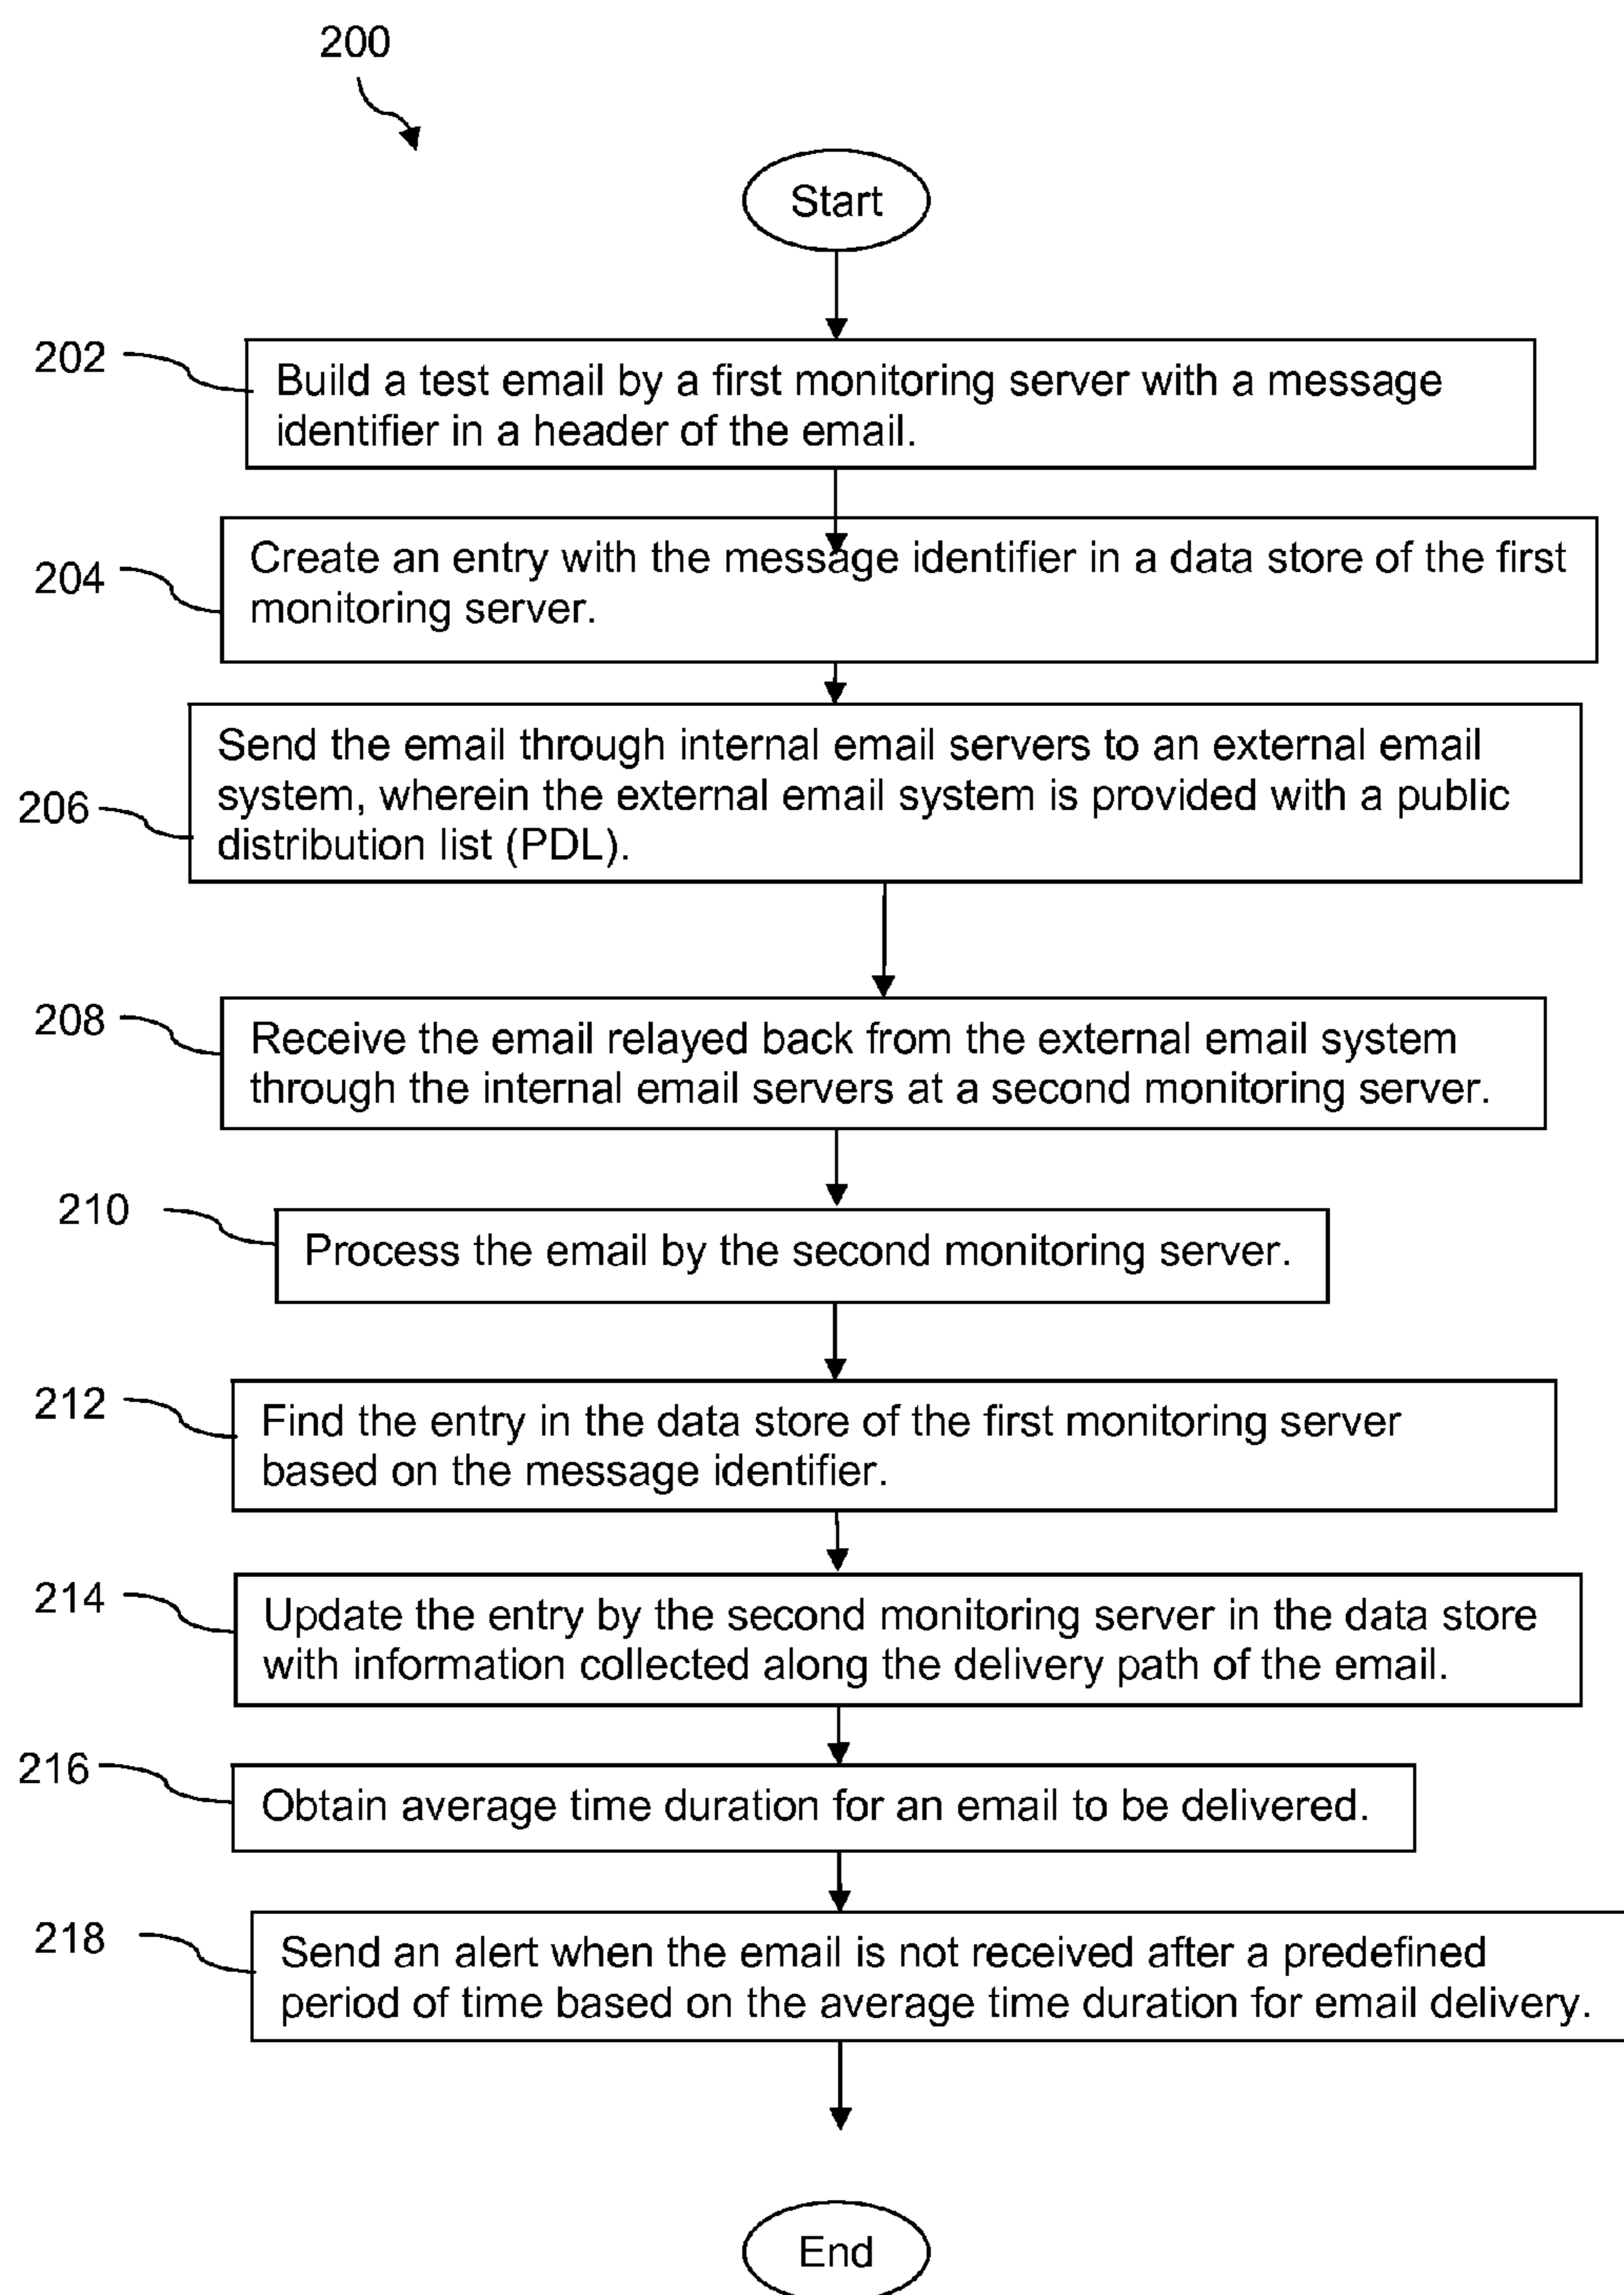 200
Start
202
Build a test email by a first monitoring server with a message
identifier in a header of the email.
204
Create an entry with the message identifier in a data store of the first
monitoring server.
206
Send the email through internal email servers to an external email
system, wherein the external email system is provided with a public
distribution list (PDL).
208
Receive the email relayed back from the external email system
through the internal email servers at a second monitoring server.
210
Process the email by the second monitoring server.
212
Find the entry in the data store of the first monitoring server
based on the message identifier.
214
Update the entry by the second monitoring server in the data store
with information collected along the delivery path of the email.
216
Obtain average time duration for an email to be delivered.
218
Send an alert when the email is not received after a predefined
period of time based on the average time duration for email delivery.
End